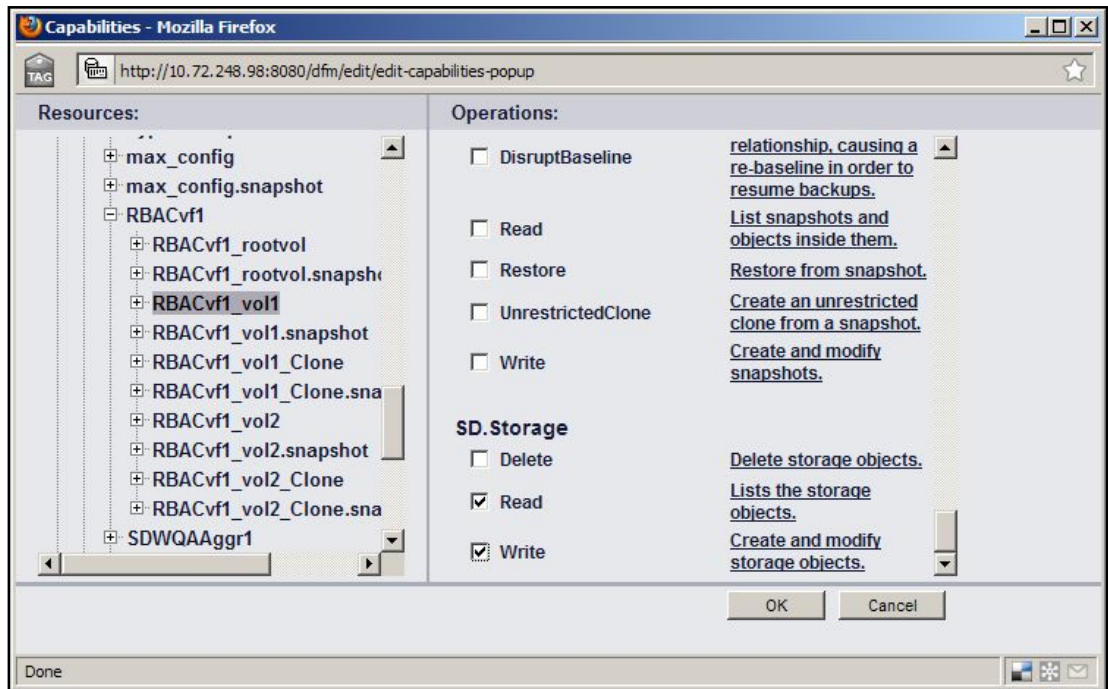 Capabilities - Mozilla Firefox
TAG
http://10.72.248.98:8080/dfm/edit/edit-capabilities-popup
Resources:
max_config
max_config.snapshot
RBACvf1
RBACvf1_rootvol
RBACvf1_rootvol.snapsh
RBACvf1_vol1
RBACvf1_vol1.snapshot
RBACvf1_vol1_Clone
RBACvf1_vol1_Clone.sna
RBACvf1_vol2
RBACvf1_vol2.snapshot
RBACvf1_vol2_Clone
RBACvf1_vol2_Clone.sna
SDWQAAggr1
Operations:
relationship, causing a
DisruptBaseline
re-baseline in order to
resume backups.
List snapshots and
Read
objects inside them.
Restore Restore from snapshot.
Create an unrestricted
UnrestrictedClone
clone from a snapshot.
Create and modify
Write
snapshots.
SD.Storage
Delete Delete storage objects.
Lists the storage
Read
objects.
Create and modify
Write
storage objects.
OK Cancel
Done